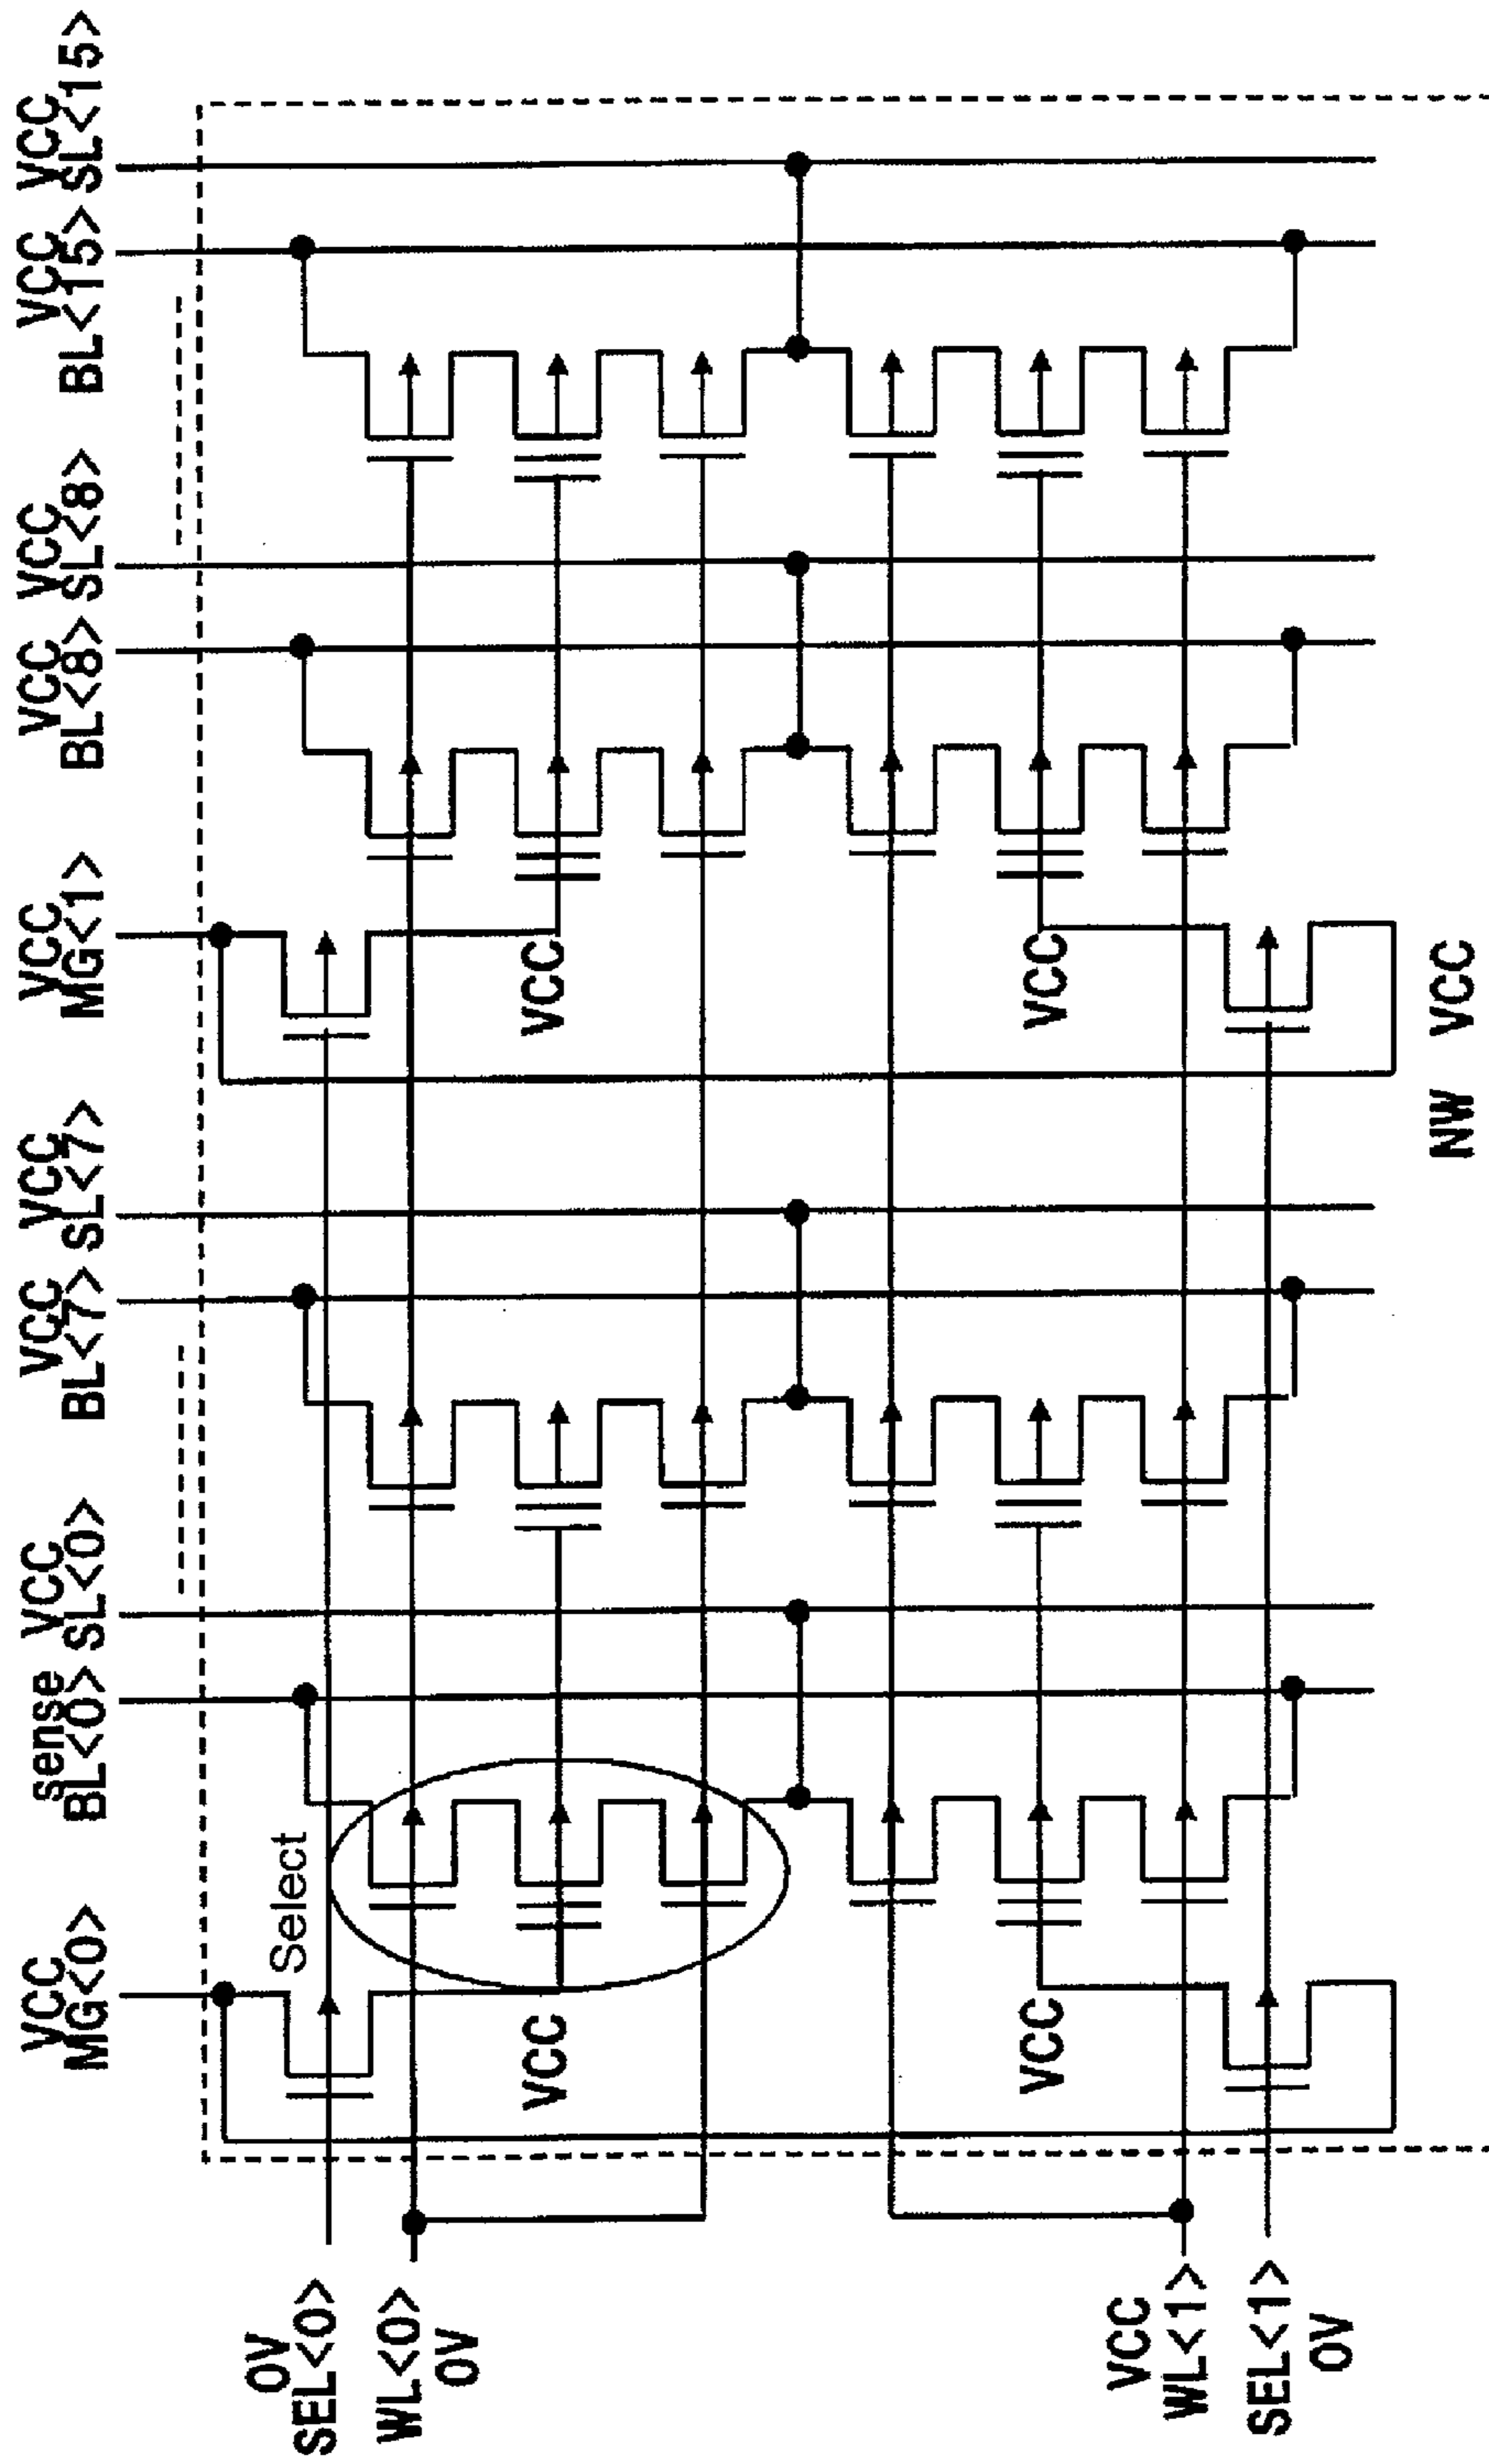 VCC
MG<0>
sense
BL<0>
VCC
SL<0>
VCC
BL<7>
VCC
SL<7>
VCC
MG<1>
VCC
BL<8>
VCC
SL<8>
VCC
BL<15>
VCC
SL<15>
Select
0V
SEL<0>
WL<0>
0V
VCC
VCC
VCC
VCC
VCC
WL<1>
SEL<1>
0V
NW VCC